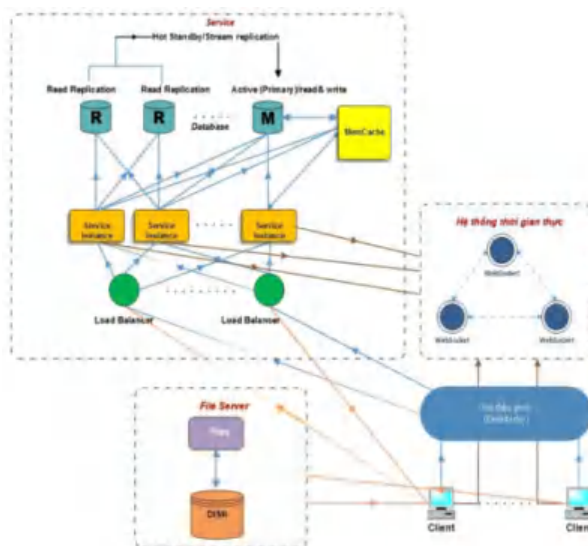 Service
Hot Standby/Stream replication
Read Replication
Read Replication
Active (Primary)/read & write
R
R
M
Database
MemCache
Service Instance
Service Instance
Service Instance
Load Balancer
Load Balancer
Hệ thống thời gian thực
WebSocket
WebSocket
WebSocket
File Server
DISK
Client
Client